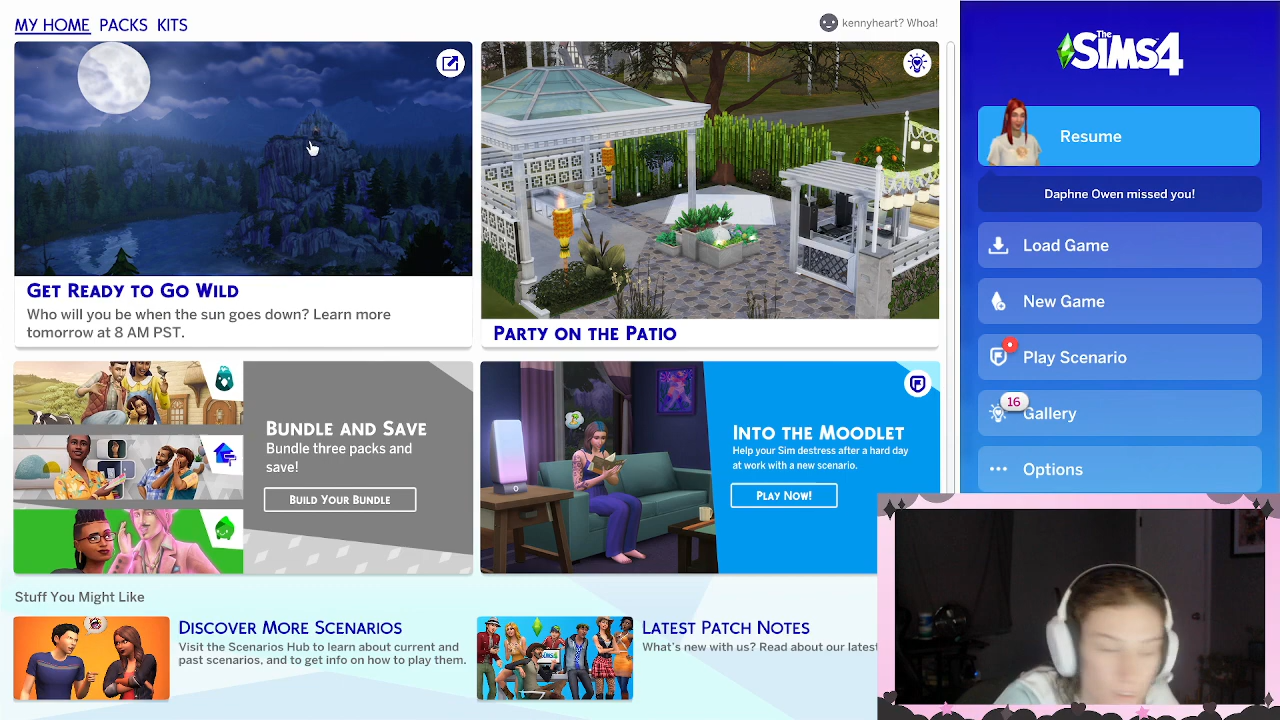 MY HOME PACKS KITS
kennyheart? Whoa!
GET READY TO GO WILD
Who will you be when the sun goes down? Learn more
tomorrow at 8 AM PST.
PARTY ON THE PATIO
BUNDLE AND SAVE
Bundle three packs and
save!
BUILD YOUR BUNDLE
INTO THE MOODLET
Help your Sim destress after a hard day
at work with a new scenario.
PLAY NOW!
Stuff You Might Like
DISCOVER MORE SCENARIOS
Visit the Scenarios Hub to learn about current and
past scenarios, and to get info on how to play them.
LATEST PATCH NOTES
What's new with us? Read about our latest
The SIMS 4
Resume
Daphne Owen missed you!
Load Game
New Game
Play Scenario
16
Gallery
Options